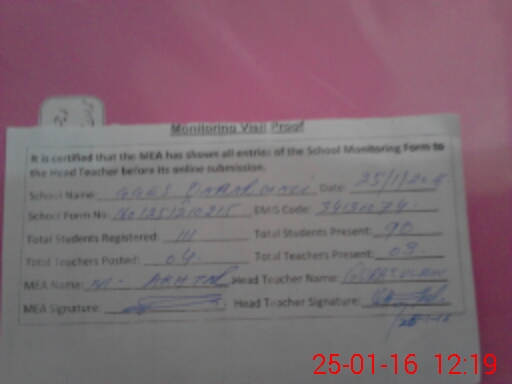 Monitoring Visit Proof
It is certified that the MEA has shown all entries of the School Monitoring Form to
the Head Teacher before its online submission.
School Name: GGES Date: 25/1/2016
School Form No: EMIS Code:
Total Students Registered: 111 Total Students Present: 90
Total Teachers Posted: 04 Total Teachers Present: 03
MEA Name: M. AKHTAR Head Teacher Name:
MEA Signature: Head Teacher Signature:
25-01-16 12:19